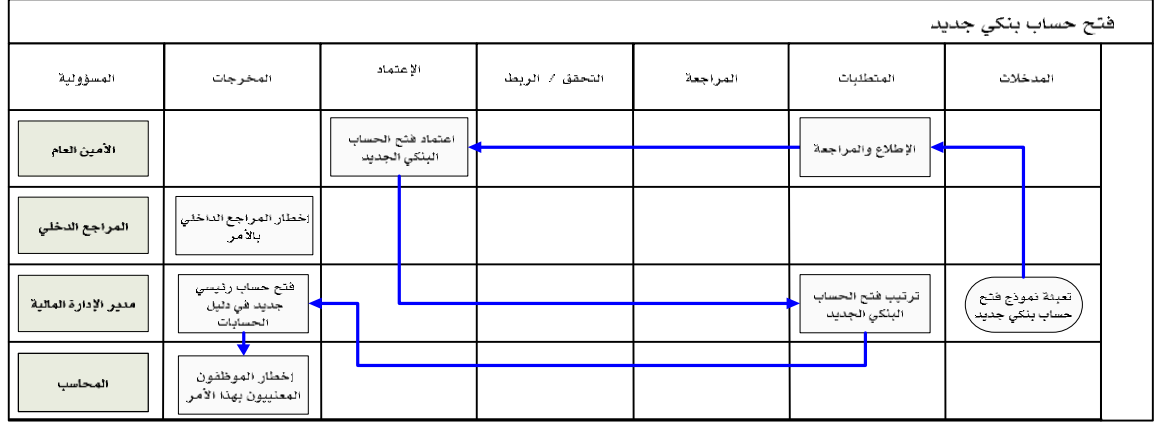 فتح حساب بنكي جديد
المدخلات
المتطلبات
المراجعة
التحقق / الربط
الإعتماد
المخرجات
المسؤولية
الإطلاع والمراجعة
اعتماد فتح الحساب
البنكي الجديد
الأمين العام
إخطار المراجع الداخلي
بالأمر
المراجع الدخلي
تعبئة نموذج فتح
حساب بنكي جديد
ترتيب فتح الحساب
البنكي الجديد
فتح حساب رئيسي
جديد في دليل
الحسابات
مدير الإدارة المالية
إخطار الموظفون
المعنييون بهذا الأمر
المحاسب